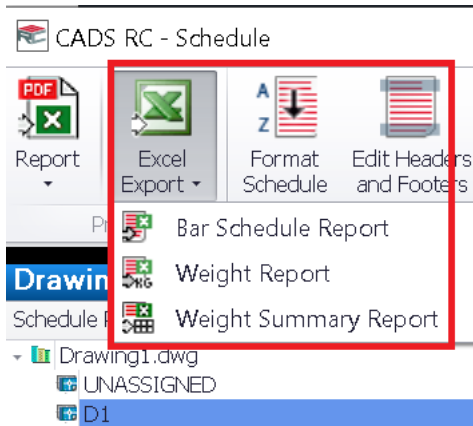 CADS RC - Schedule
PDF
A
Z
Report
Excel
Export
Format
Schedule
Edit Headers
and Footers
Bar Schedule Report
KG
Weight Report
Weight Summary Report
Drawin
Schedule
Drawing1.dwg
UNASSIGNED
D1